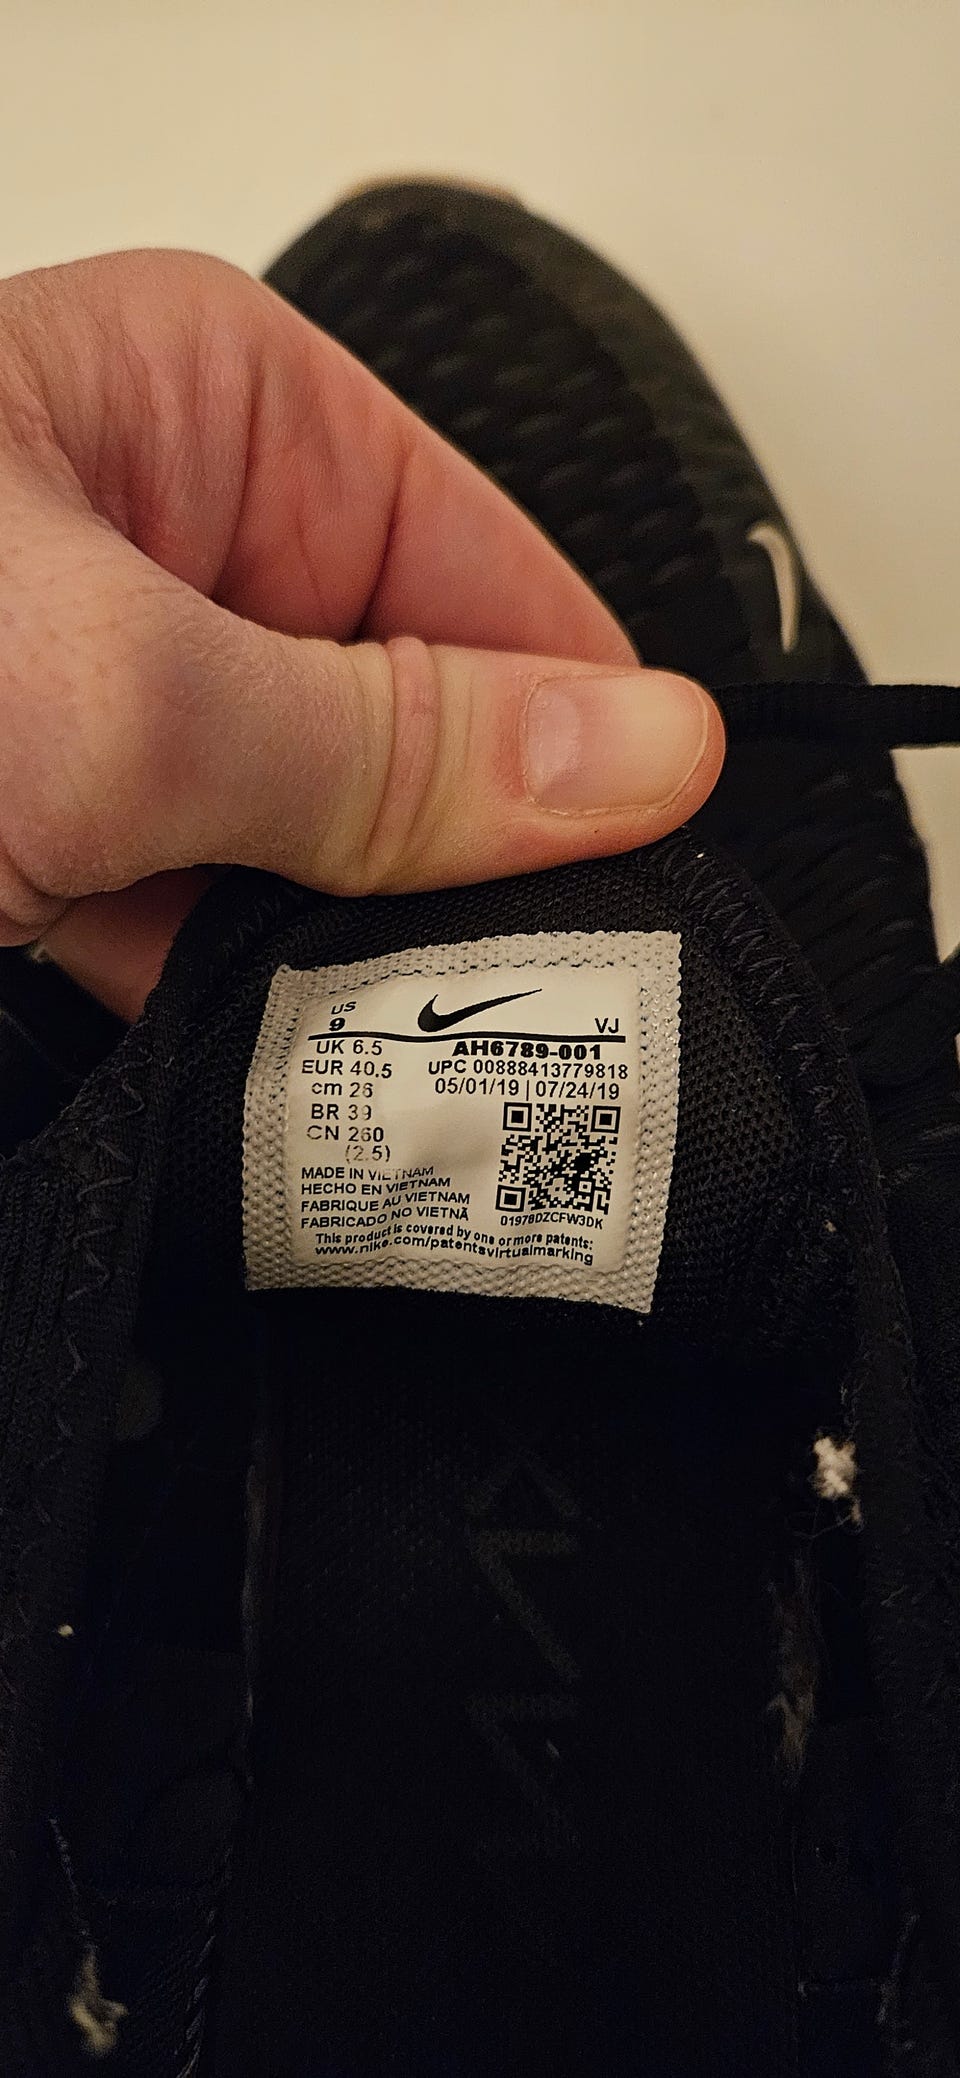 US
9
VJ
UK 6.5
EUR 40.5
cm 26
BR 39
CN 260
(2.5)
AH6789-001
UPC 00888413779818
05/01/19 | 07/24/19
01978DZCFW3DK
MADE IN VIETNAM
HECHO EN VIETNAM
FABRIQUE AU VIETNAM
FABRICADO NO VIETNÃ
This product is covered by one or more patents:
www.nike.com/patentsvirtualmarking